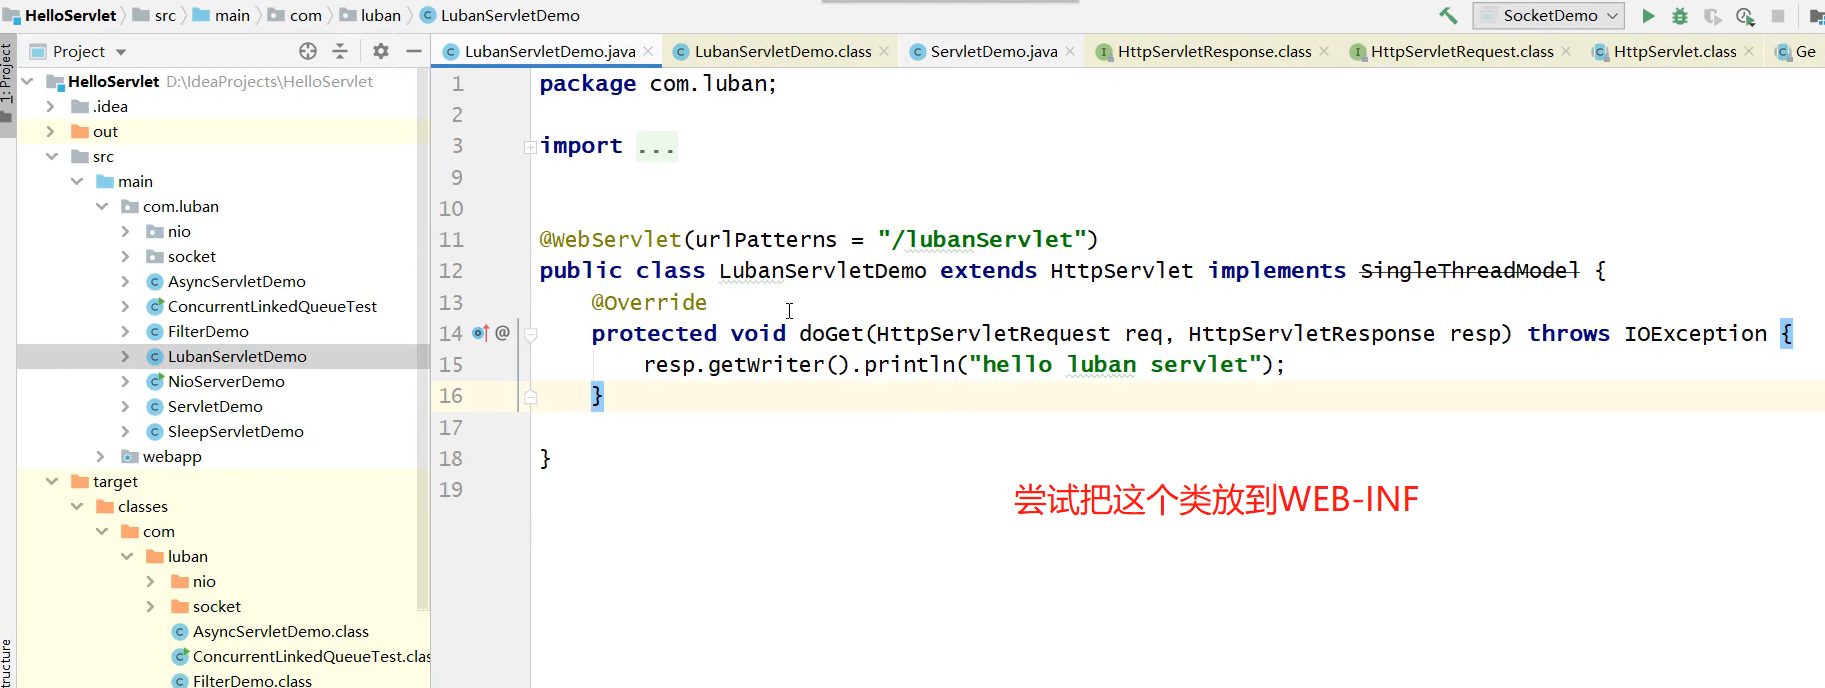 HelloServlet src main com luban LubanServletDemo
SocketDemo
1: Project
Project
LubanServletDemo.java LubanServletDemo.class ServletDemo.java HttpServletResponse.class HttpServletRequest.class HttpServlet.class Ge
HelloServlet D:\IdeaProjects\HelloServlet
.idea
out
src
main
com.luban
nio
socket
AsyncServletDemo
ConcurrentLinkedQueueTest
FilterDemo
LubanServletDemo
NioServerDemo
ServletDemo
SleepServletDemo
webapp
target
classes
com
luban
nio
socket
AsyncServletDemo.class
ConcurrentLinkedQueueTest.clas
FilterDemo.class
tructure
1 package com.luban;
2
3 import ...
9
10
11 @WebServlet(urlPatterns = "/lubanServlet")
12 public class LubanServletDemo extends HttpServlet implements SingleThreadModel {
13 @Override
14 @ protected void doGet(HttpServletRequest req, HttpServletResponse resp) throws IOException {
15 resp.getWriter().println("hello luban servlet");
16 }
17
18 }
19
尝试把这个类放到WEB-INF